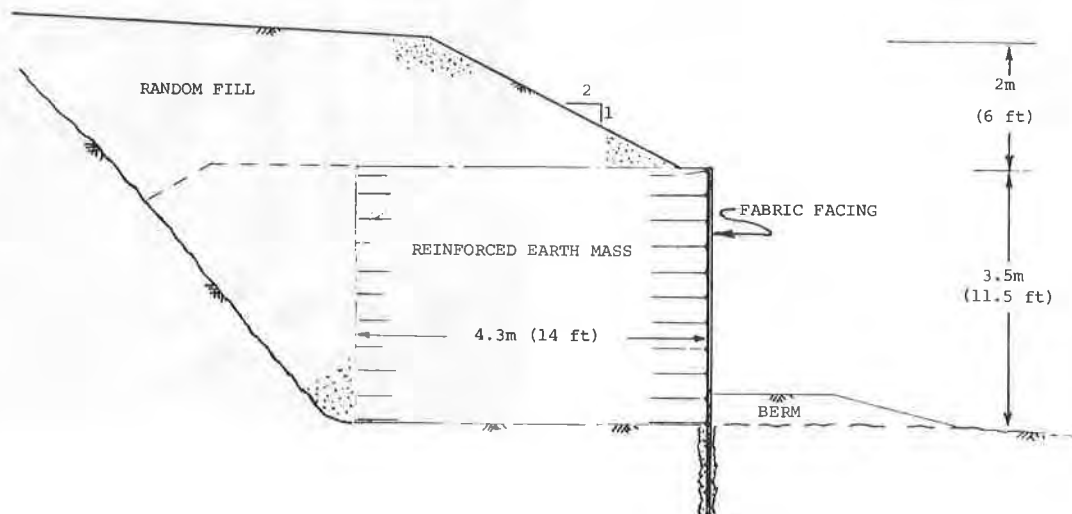 RANDOM FILL
2
1
2m
(6 ft)
FABRIC FACING
REINFORCED EARTH MASS
3.5m
(11.5 ft)
4.3m (14 ft)
BERM